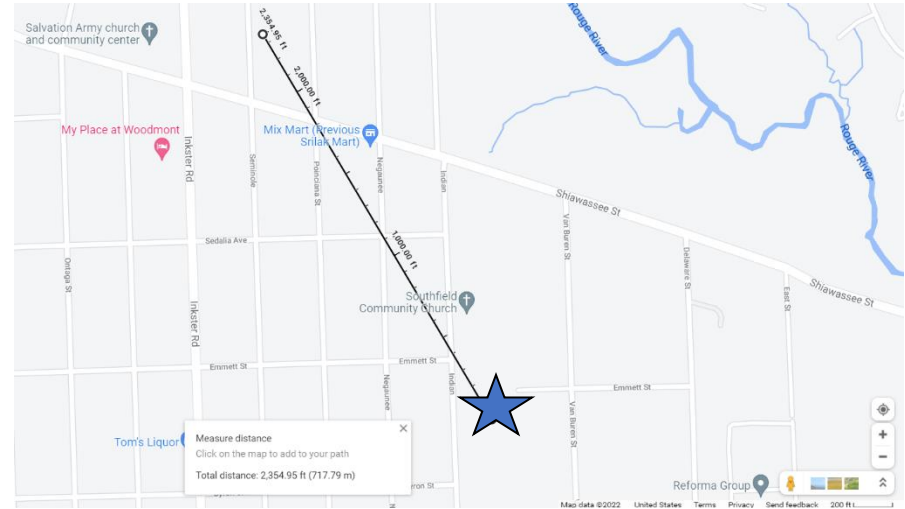 Salvation Army church
and community center
2,354.95 ft
2,000.00 ft
Rouge River
My Place at Woodmont
Mix Mart (Previous
Srilak Mart)
Inkster Rd
Seminole
Poinciana St
Negaunee
Indian
Rouge River
Shiawassee St
Sedalia Ave
1,000.00 ft
Van Buren St
Delaware St
Ontaga St
Inkster Rd
Southfield
Community Church
East St
Shiawassee St
Emmett St
Emmett St
Negaunee
Indian
Emmett St
Van Buren St
Tom's Liquor
Measure distance
Click on the map to add to your path
Total distance: 2,354.95 ft (717.79 m)
Reforma Group
Map data ©2022 United States Terms Privacy Send feedback 200 ft